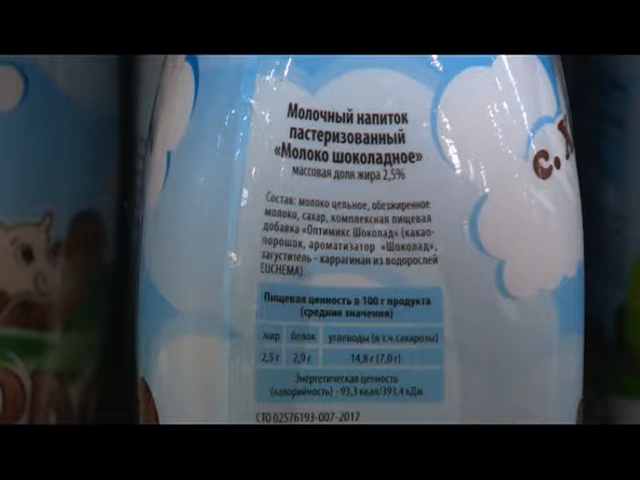 Молочный напиток
пастеризованный
«Молоко шоколадное»
массовая доля жира 2,5%
с.
Состав: молоко цельное, обезжиренное
молоко, сахар, комплексная пищевая
добавка «Оптимикс Шоколад» (какао-
порошок, ароматизатор «Шоколад»,
загуститель - каррагинан из водорослей
EUCHEMA).
Пищевая ценность в 100 г продукта
(средние значения)
жир белок углеводы (в т.ч.сахарозы)
2,5 г 2,9 г 14,8 г (7,0 г)
Энергетическая ценность
(калорийность) - 93,3 ккал/393,4 кДж.
СТО 02576193-007-2017